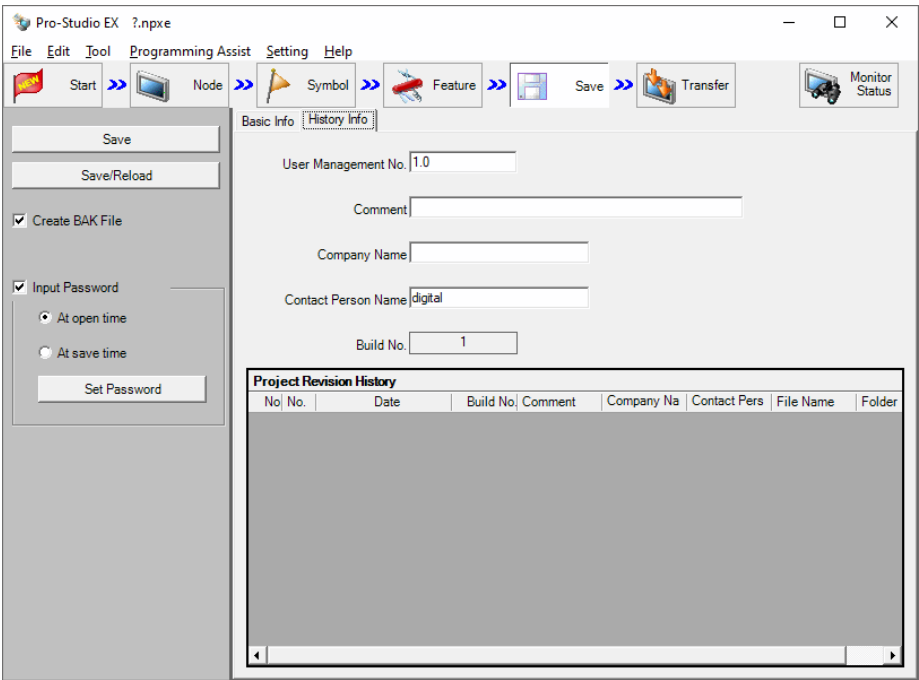 Pro-Studio EX ?.npxe
File Edit Tool Programming Assist Setting Help
NEW Start Node Symbol Feature Save Transfer Monitor Status
Save
Save/Reload
Create BAK File
Input Password
At open time
At save time
Set Password
Basic Info History Info
User Management No. 1.0
Comment
Company Name
Contact Person Name digital
Build No. 1
Project Revision History
No No. Date Build No. Comment Company Na Contact Pers File Name Folder